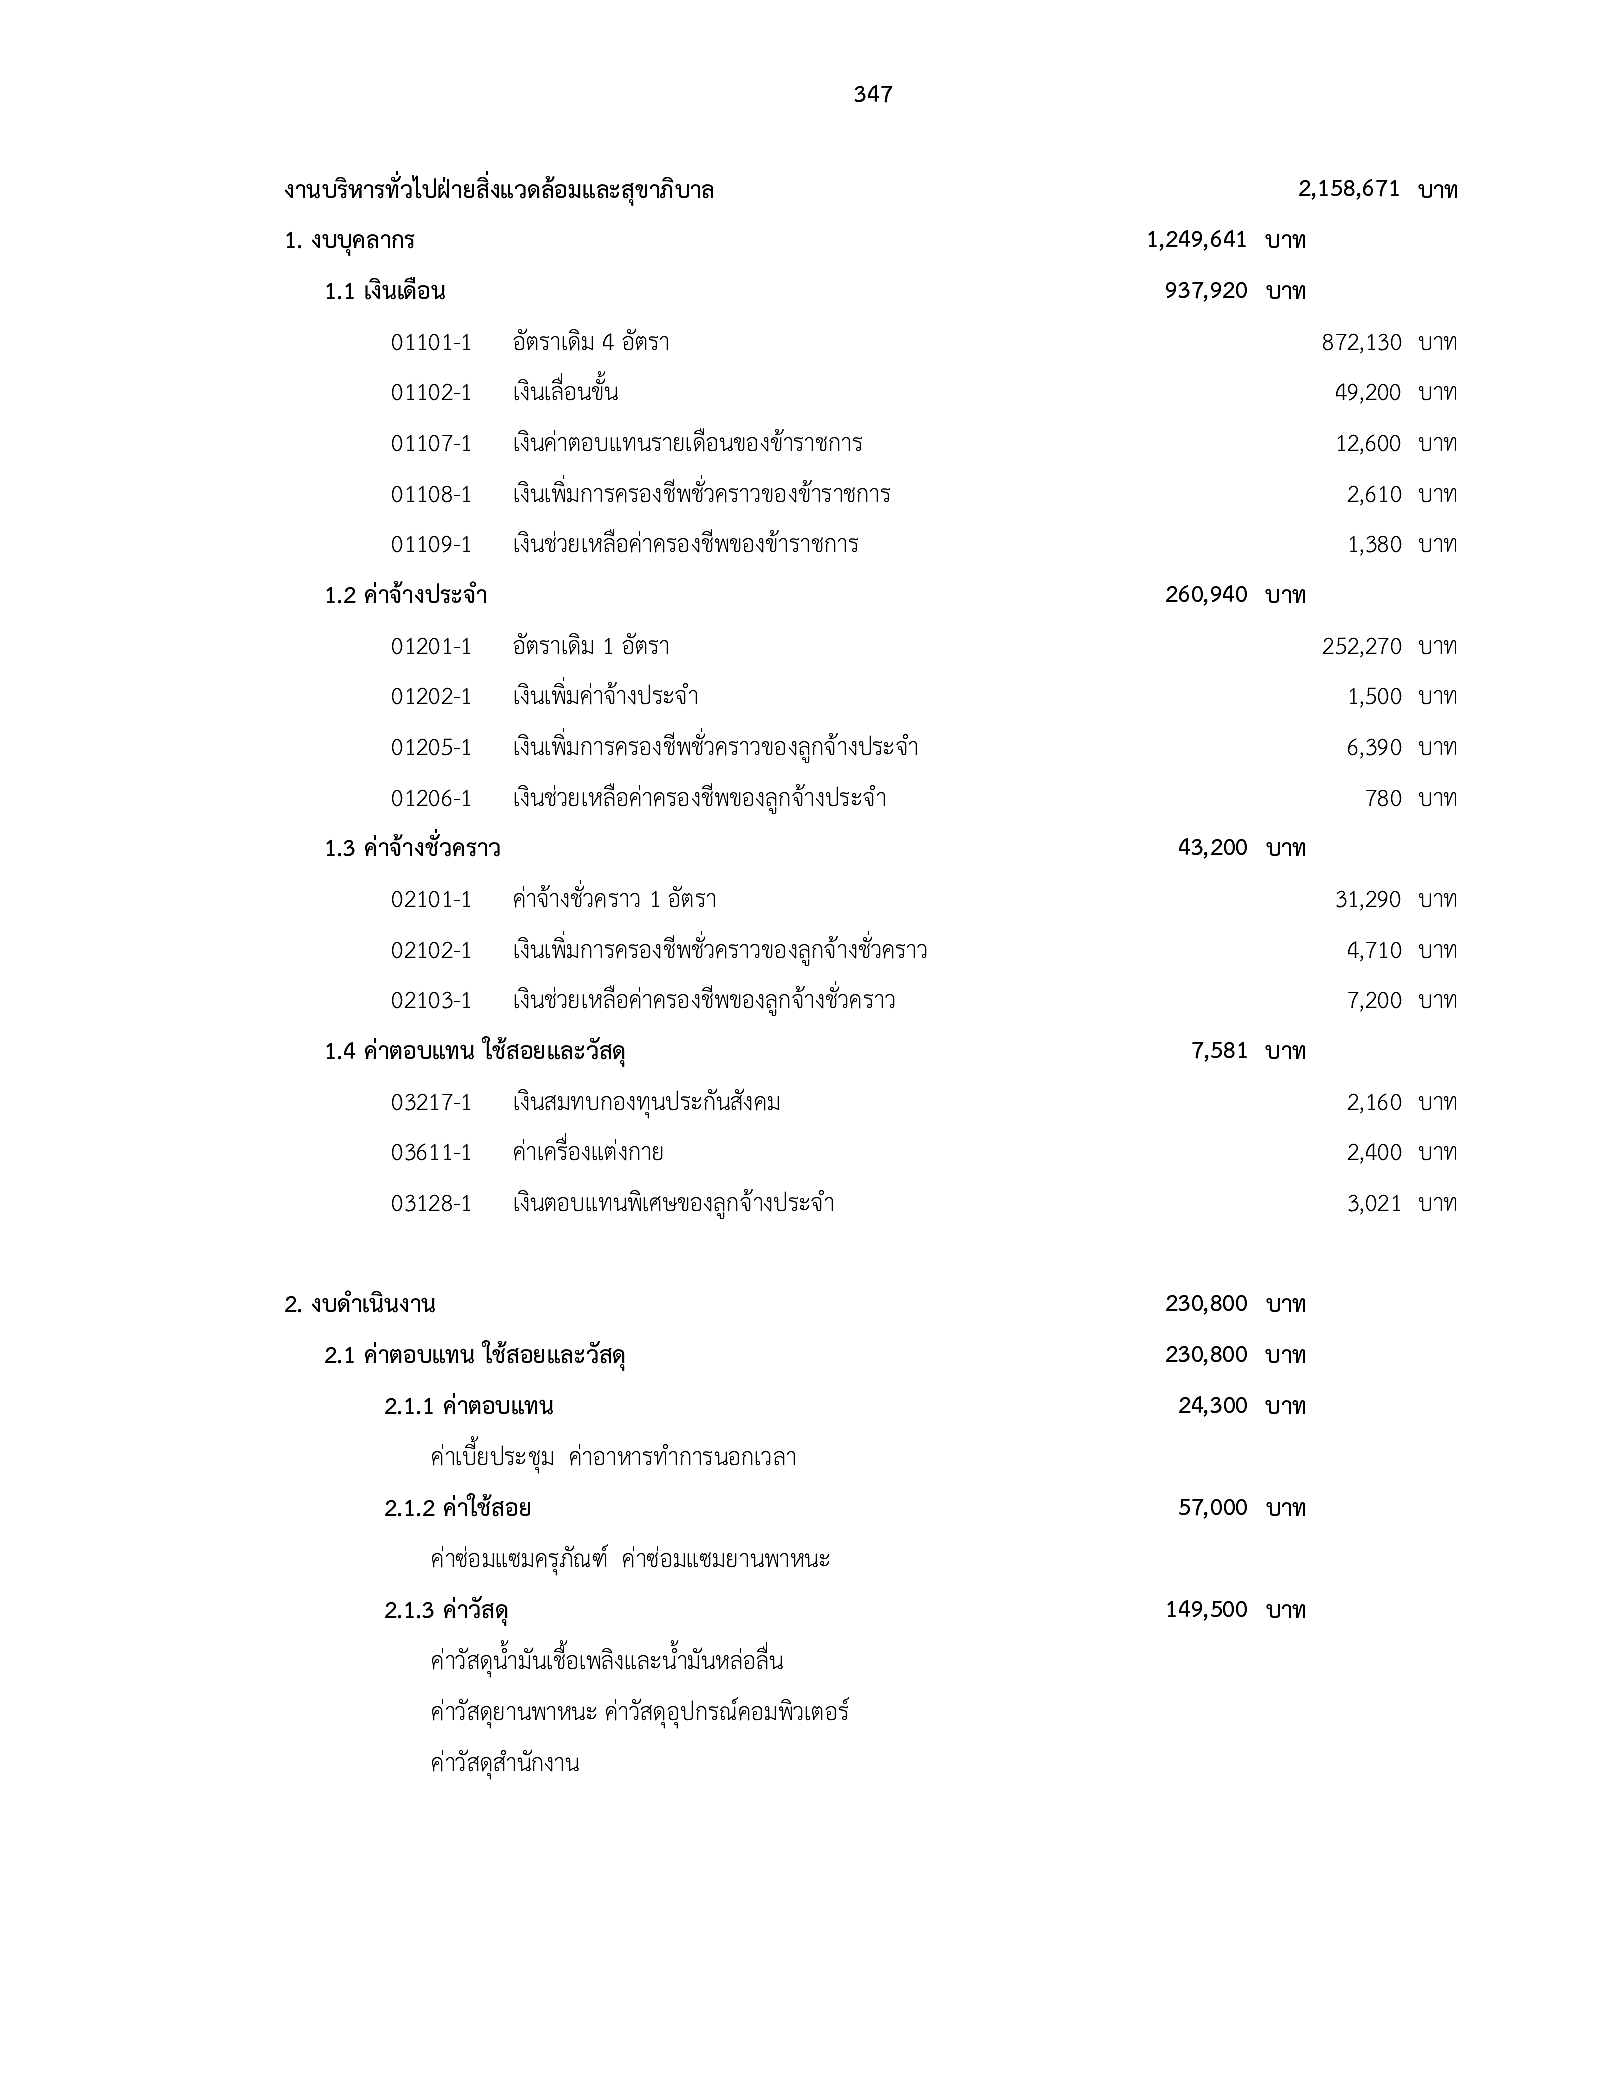 347
งานบริหารทั่วไปฝ่ายสิ่งแวดล้อมและสุขาภิบาล 2,158,671 บาท
1. งบบุคลากร 1,249,641 บาท
1.1 เงินเดือน 937,920 บาท
01101-1 อัตราเดิม 4 อัตรา 872,130 บาท
01102-1 เงินเลื่อนขั้น 49,200 บาท
01107-1 เงินค่าตอบแทนรายเดือนของข้าราชการ 12,600 บาท
01108-1 เงินเพิ่มการครองชีพชั่วคราวของข้าราชการ 2,610 บาท
01109-1 เงินช่วยเหลือค่าครองชีพของข้าราชการ 1,380 บาท
1.2 ค่าจ้างประจำ 260,940 บาท
01201-1 อัตราเดิม 1 อัตรา 252,270 บาท
01202-1 เงินเพิ่มค่าจ้างประจำ 1,500 บาท
01205-1 เงินเพิ่มการครองชีพชั่วคราวของลูกจ้างประจำ 6,390 บาท
01206-1 เงินช่วยเหลือค่าครองชีพของลูกจ้างประจำ 780 บาท
1.3 ค่าจ้างชั่วคราว 43,200 บาท
02101-1 ค่าจ้างชั่วคราว 1 อัตรา 31,290 บาท
02102-1 เงินเพิ่มการครองชีพชั่วคราวของลูกจ้างชั่วคราว 4,710 บาท
02103-1 เงินช่วยเหลือค่าครองชีพของลูกจ้างชั่วคราว 7,200 บาท
1.4 ค่าตอบแทน ใช้สอยและวัสดุ 7,581 บาท
03217-1 เงินสมทบกองทุนประกันสังคม 2,160 บาท
03611-1 ค่าเครื่องแต่งกาย 2,400 บาท
03128-1 เงินตอบแทนพิเศษของลูกจ้างประจำ 3,021 บาท
2. งบดำเนินงาน 230,800 บาท
2.1 ค่าตอบแทน ใช้สอยและวัสดุ 230,800 บาท
2.1.1 ค่าตอบแทน 24,300 บาท
ค่าเบี้ยประชุม ค่าอาหารทำการนอกเวลา
2.1.2 ค่าใช้สอย 57,000 บาท
ค่าซ่อมแซมครุภัณฑ์ ค่าซ่อมแซมยานพาหนะ
2.1.3 ค่าวัสดุ 149,500 บาท
ค่าวัสดุน้ำมันเชื้อเพลิงและน้ำมันหล่อลื่น
ค่าวัสดุยานพาหนะ ค่าวัสดุอุปกรณ์คอมพิวเตอร์
ค่าวัสดุสำนักงาน